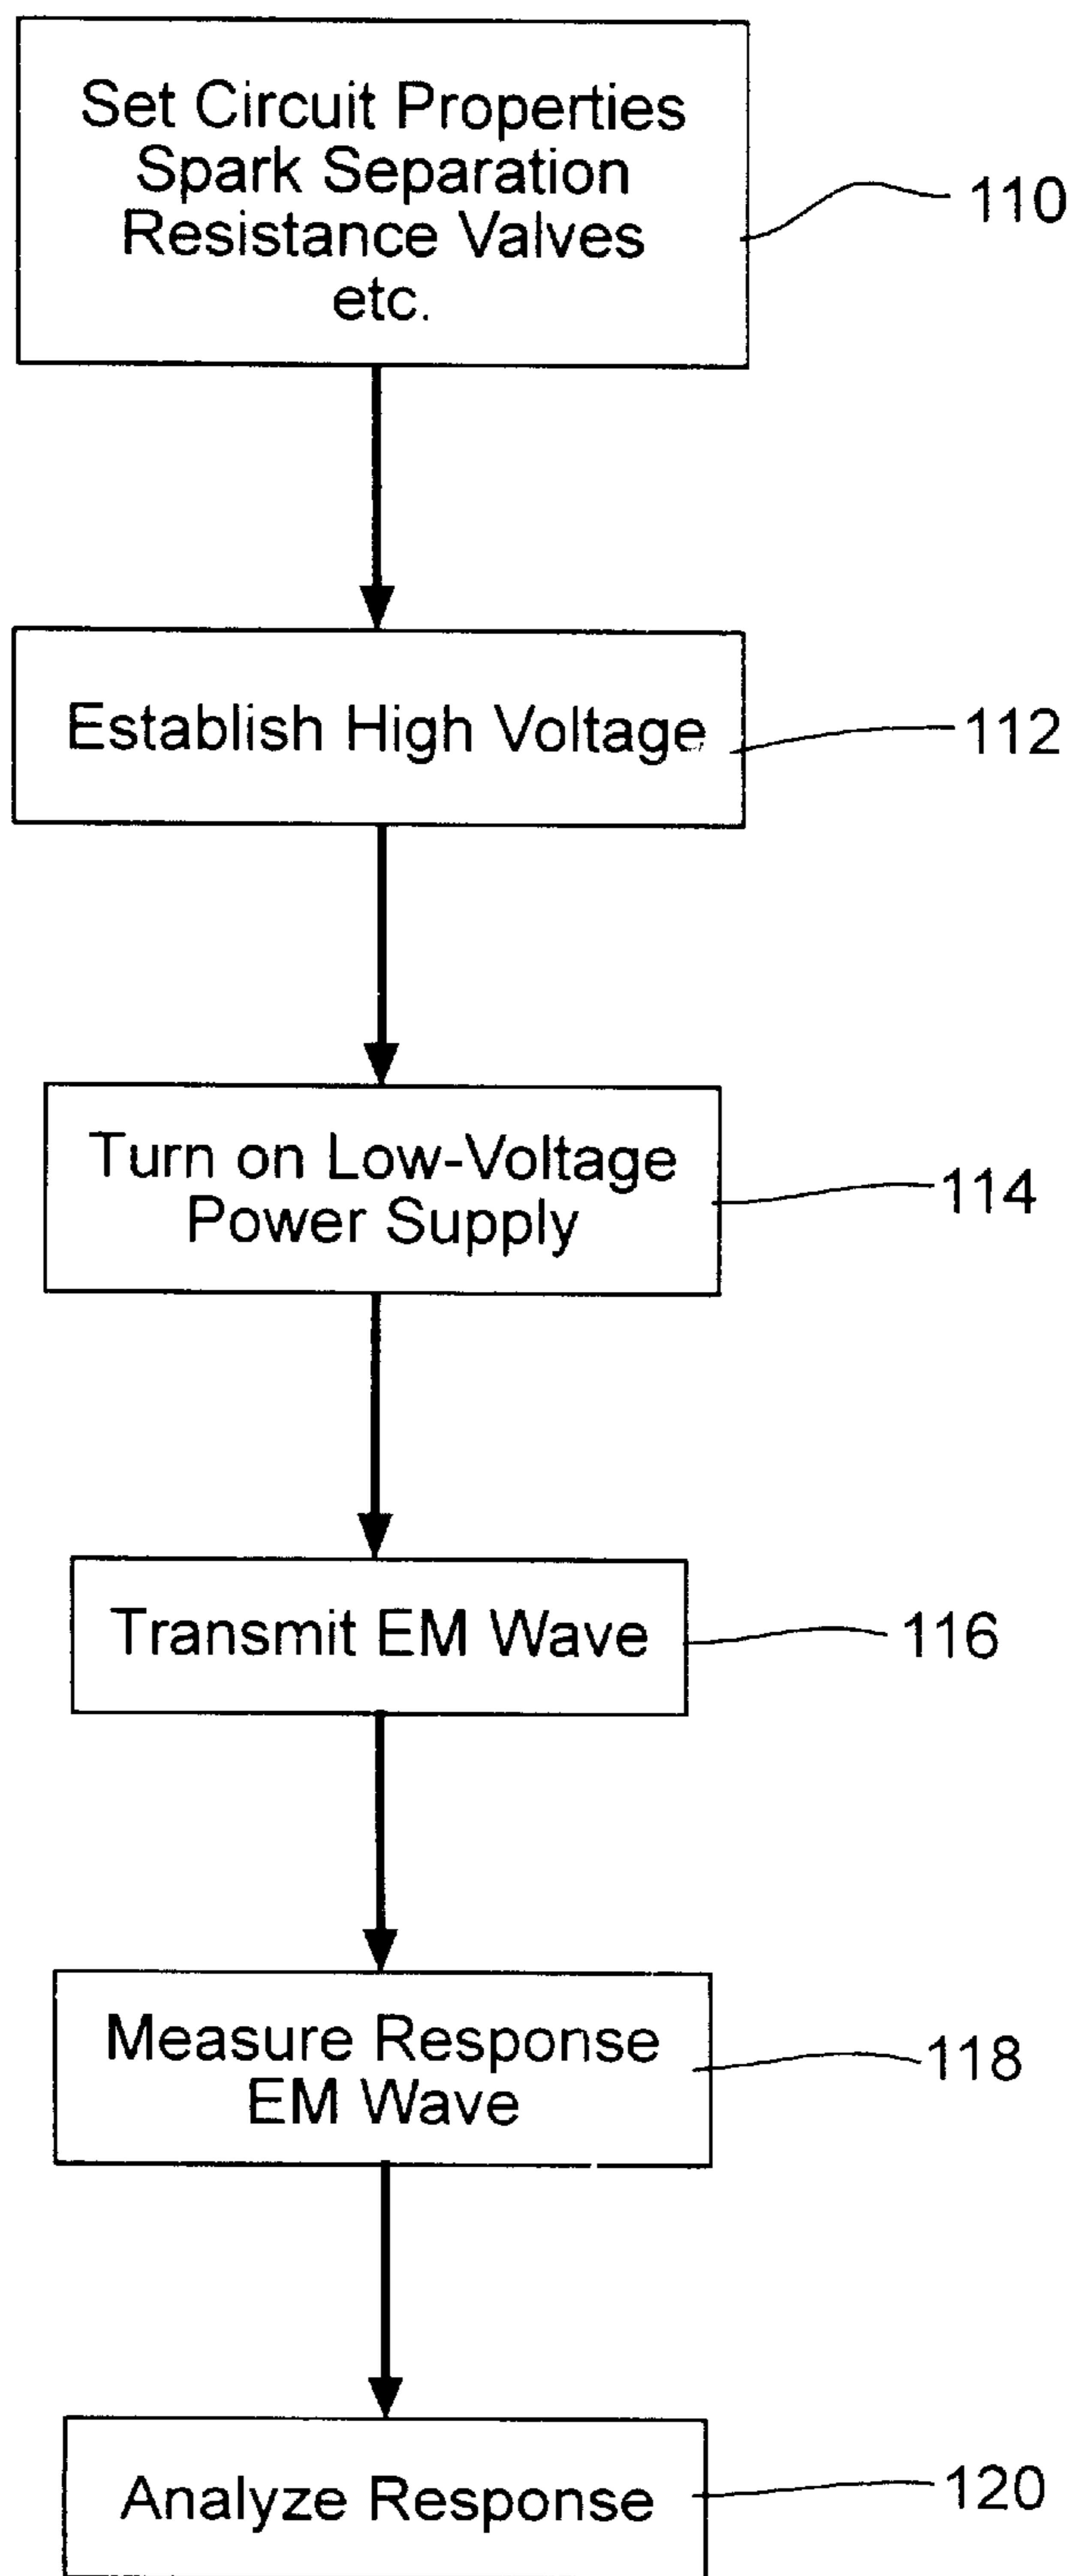 Set Circuit Properties
Spark Separation
Resistance Valves
etc.
110
Establish High Voltage
112
Turn on Low-Voltage
Power Supply
114
Transmit EM Wave
116
Measure Response
EM Wave
118
Analyze Response
120